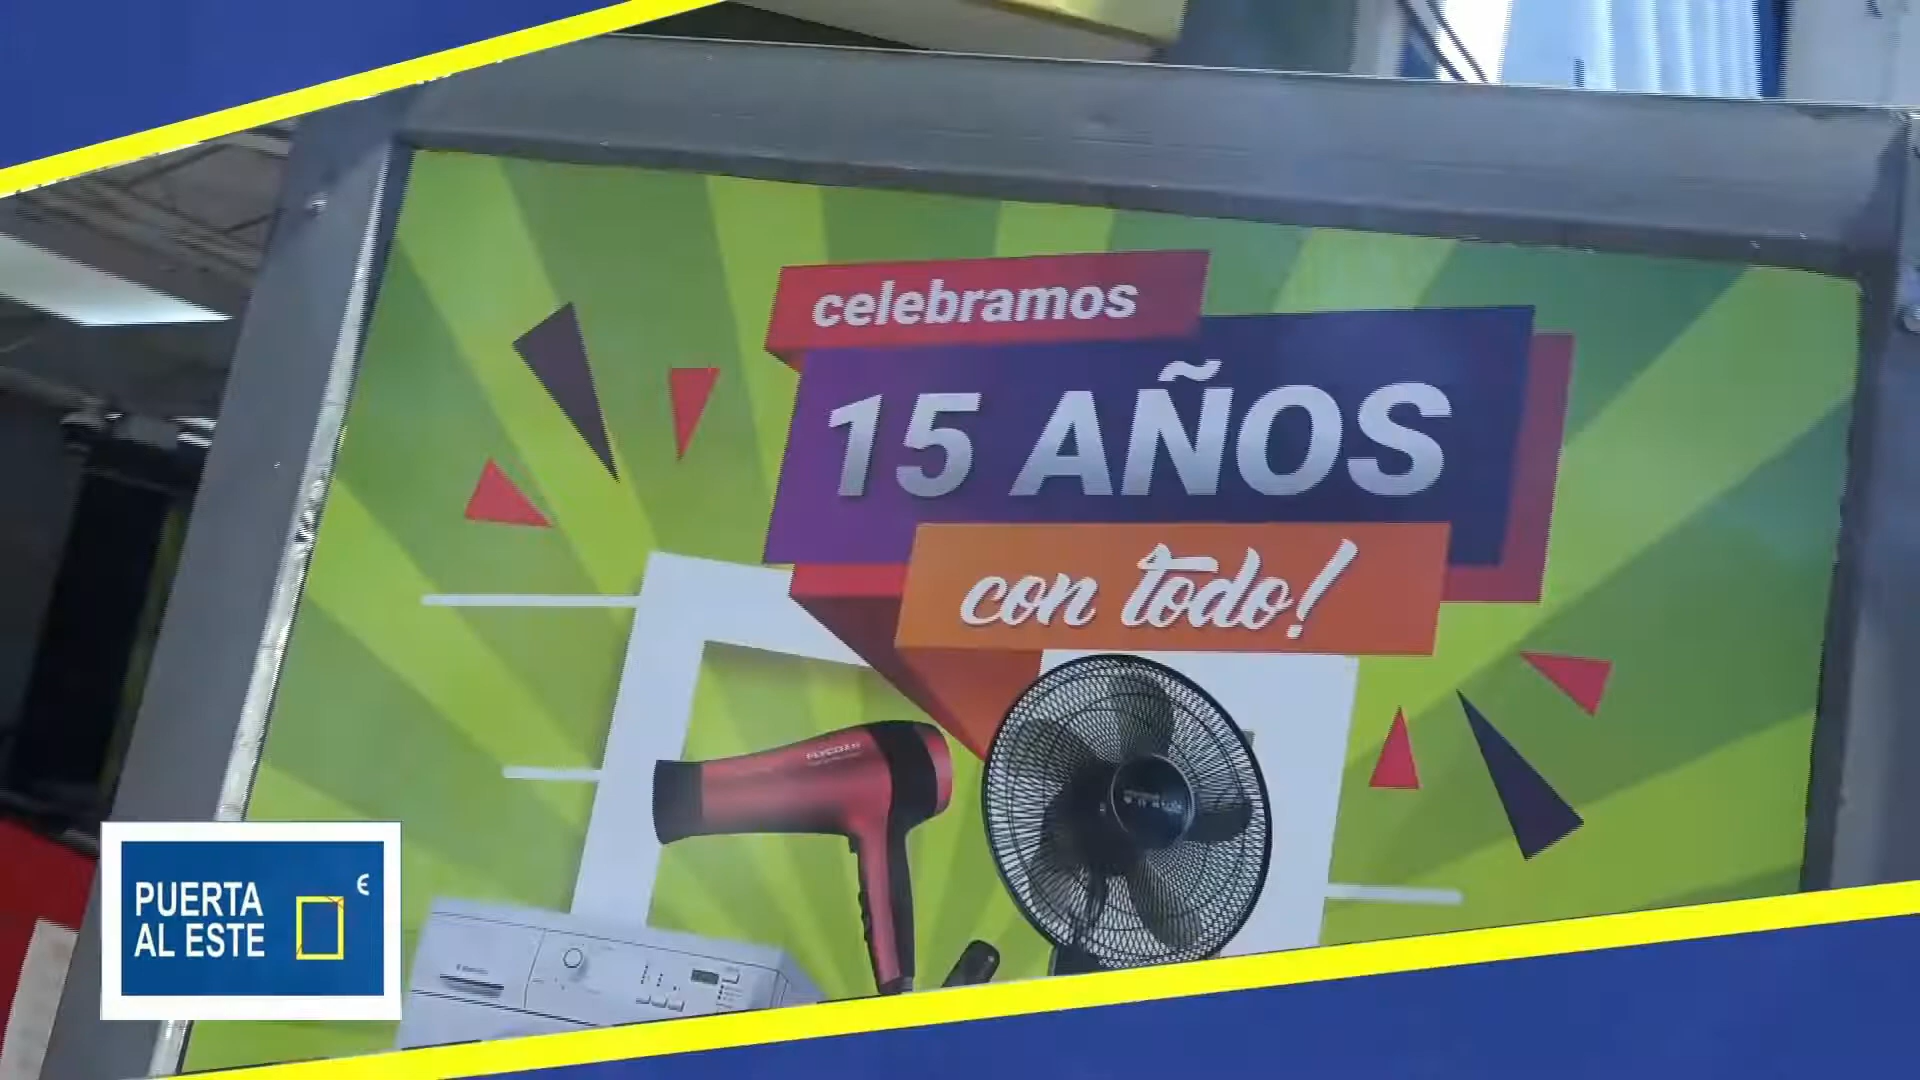 celebramos
15 AÑOS
con todo!
PUERTA
AL ESTE
€